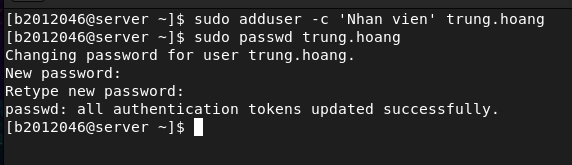 [b2012046@server ~]$ sudo adduser -c 'Nhan vien' trung.hoang
[b2012046@server ~]$ sudo passwd trung.hoang
Changing password for user trung.hoang.
New password:
Retype new password:
passwd: all authentication tokens updated successfully.
[b2012046@server ~]$